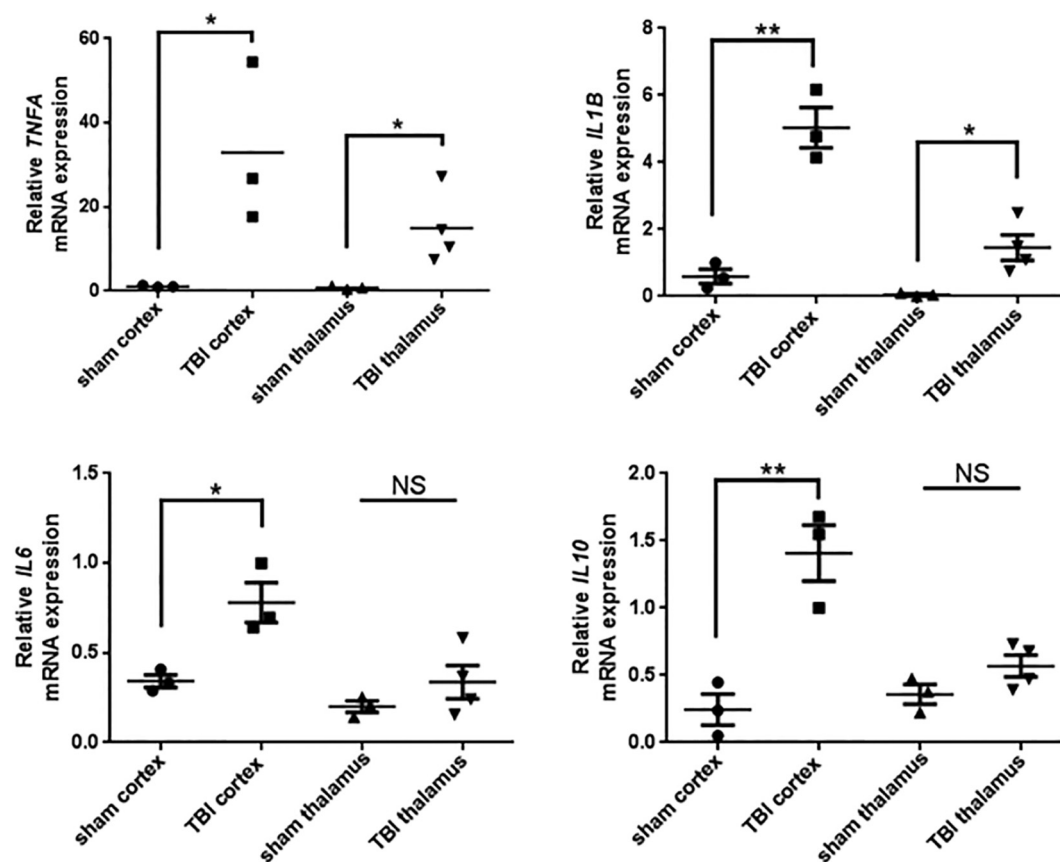 *
60
40
20
0
*
Relative TNFA
mRNA expression
sham cortex
TBI cortex
sham thalamus
TBI thalamus
**
8
6
4
2
0
*
Relative IL1B
mRNA expression
sham cortex
TBI cortex
sham thalamus
TBI thalamus
1.5
1.0
0.5
0.0
*
NS
Relative IL6
mRNA expression
sham cortex
TBI cortex
sham thalamus
TBI thalamus
2.0
1.5
1.0
0.5
0.0
**
NS
Relative IL10
mRNA expression
sham cortex
TBI cortex
sham thalamus
TBI thalamus